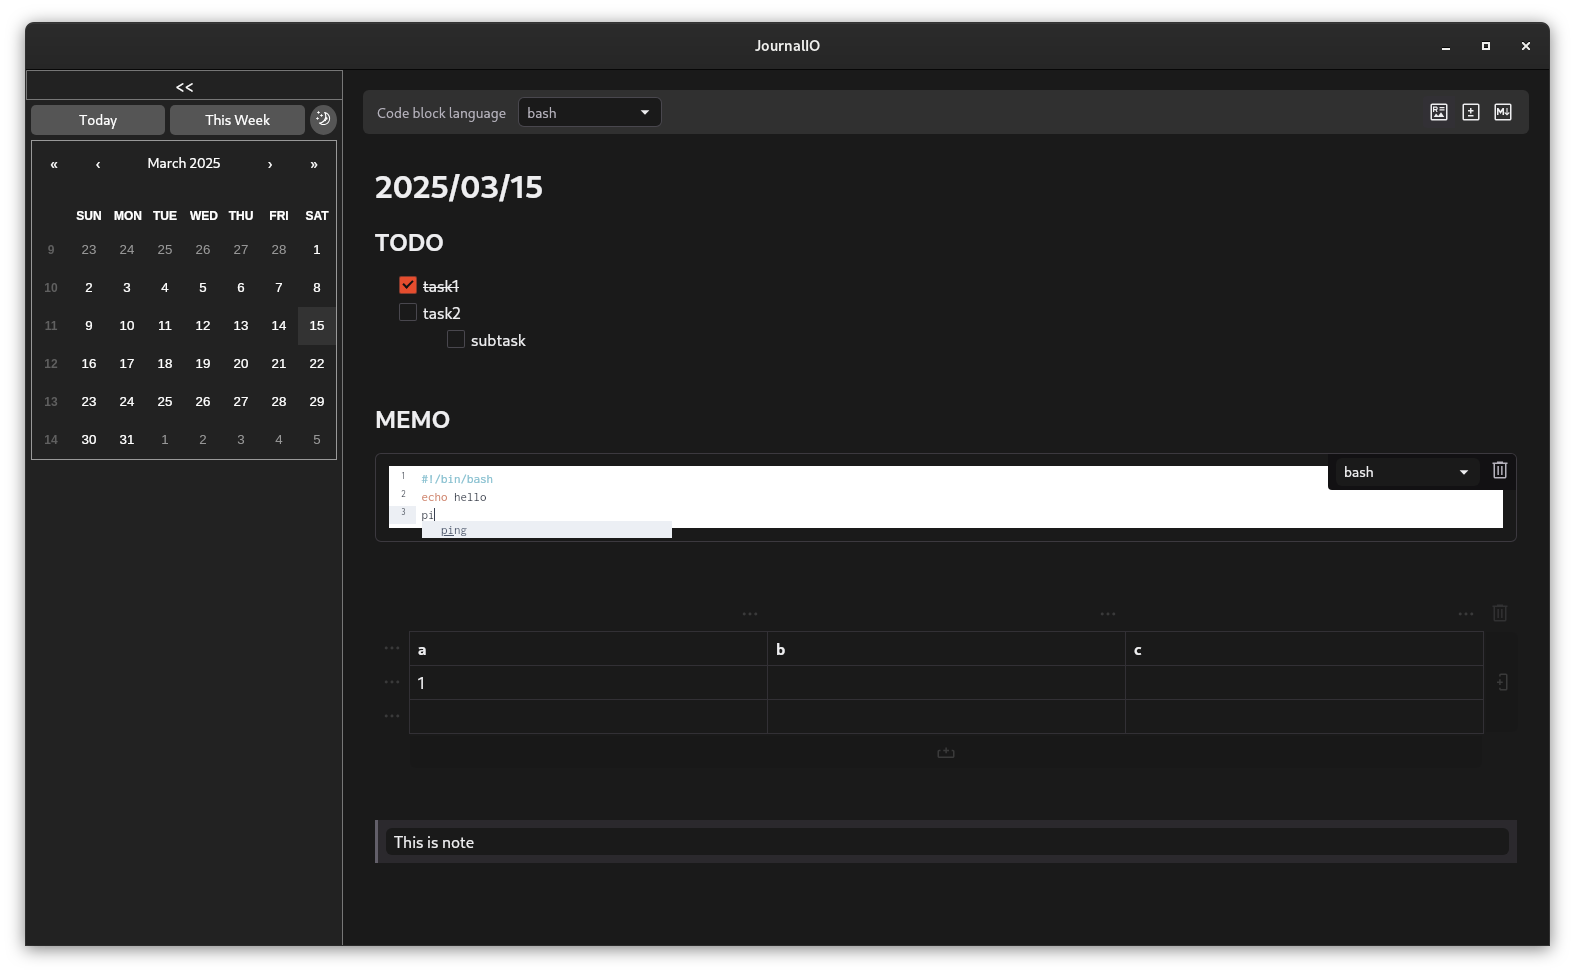 JournalIO
<<
Today This Week
« ‹ March 2025 › »
SUN MON TUE WED THU FRI SAT
9 23 24 25 26 27 28 1
10 2 3 4 5 6 7 8
11 9 10 11 12 13 14 15
12 16 17 18 19 20 21 22
13 23 24 25 26 27 28 29
14 30 31 1 2 3 4 5
Code block language bash
2025/03/15
TODO
task1
task2
subtask
MEMO
bash
1 #!/bin/bash
2 echo hello
3 pi
ping
a b c
1
This is note